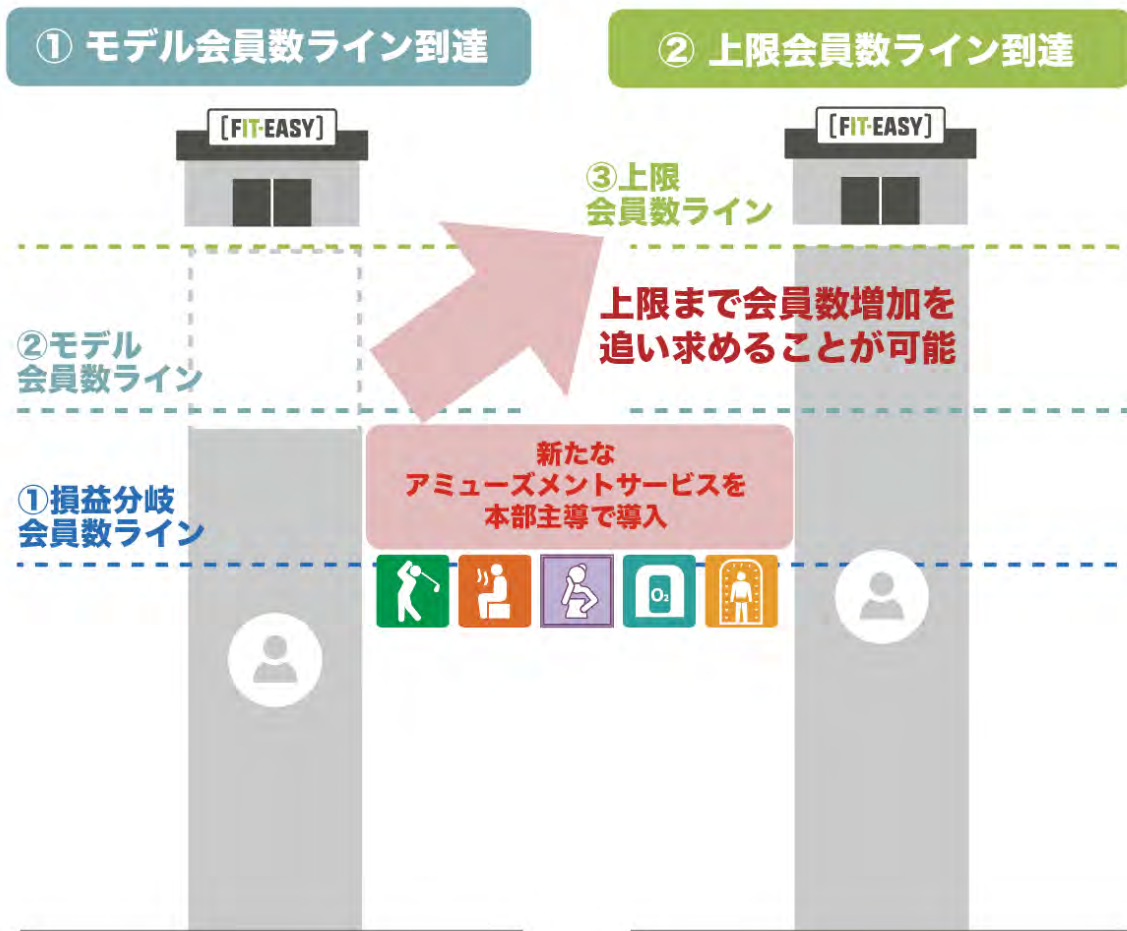 ① モデル会員数ライン到達
② 上限会員数ライン到達
[FIT-EASY]
[FIT-EASY]
③上限
会員数ライン
上限まで会員数増加を
追い求めることが可能
②モデル
会員数ライン
新たな
アミューズメントサービスを
本部主導で導入
①損益分岐
会員数ライン
O₂